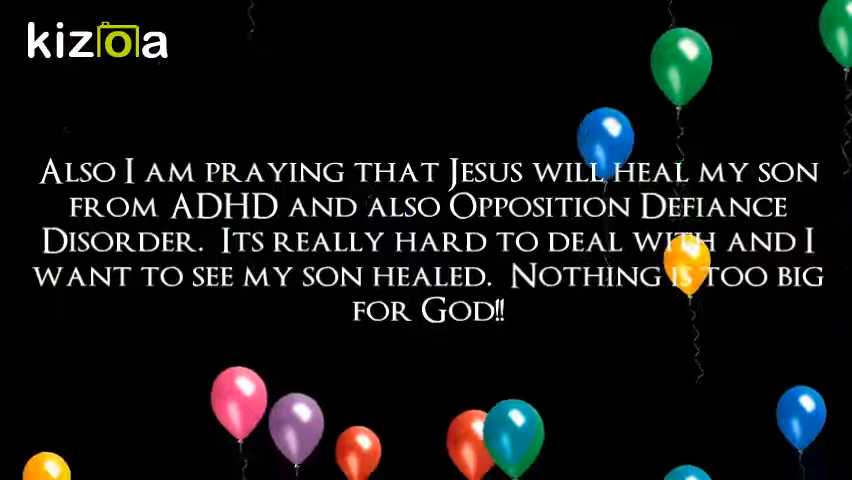 kizoa
Also I am praying that Jesus will heal my son
from ADHD and also Opposition Defiance
Disorder.  Its really hard to deal with and I
want to see my son healed.  Nothing is too big
for God!!